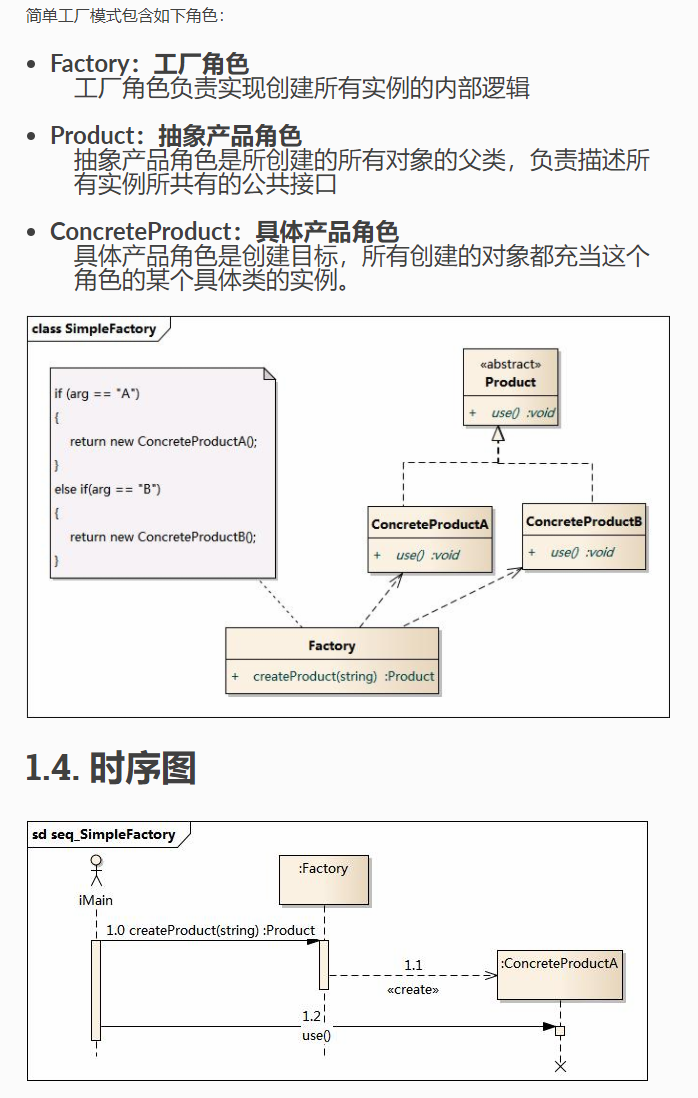 简单工厂模式包含如下角色：
Factory：工厂角色
工厂角色负责实现创建所有实例的内部逻辑
Product：抽象产品角色
抽象产品角色是所创建的所有对象的父类，负责描述所
有实例所共有的公共接口
ConcreteProduct：具体产品角色
具体产品角色是创建目标，所有创建的对象都充当这个
角色的某个具体类的实例。
class SimpleFactory
if (arg == "A")
{
return new ConcreteProductA();
}
else if(arg == "B")
{
return new ConcreteProductB();
}
«abstract»
Product
+ use() :void
ConcreteProductA
+ use() :void
ConcreteProductB
+ use() :void
Factory
+ createProduct(string) :Product
1.4. 时序图
sd seq_SimpleFactory
iMain
:Factory
1.0 createProduct(string) :Product
1.1
«create»
:ConcreteProductA
1.2
use()